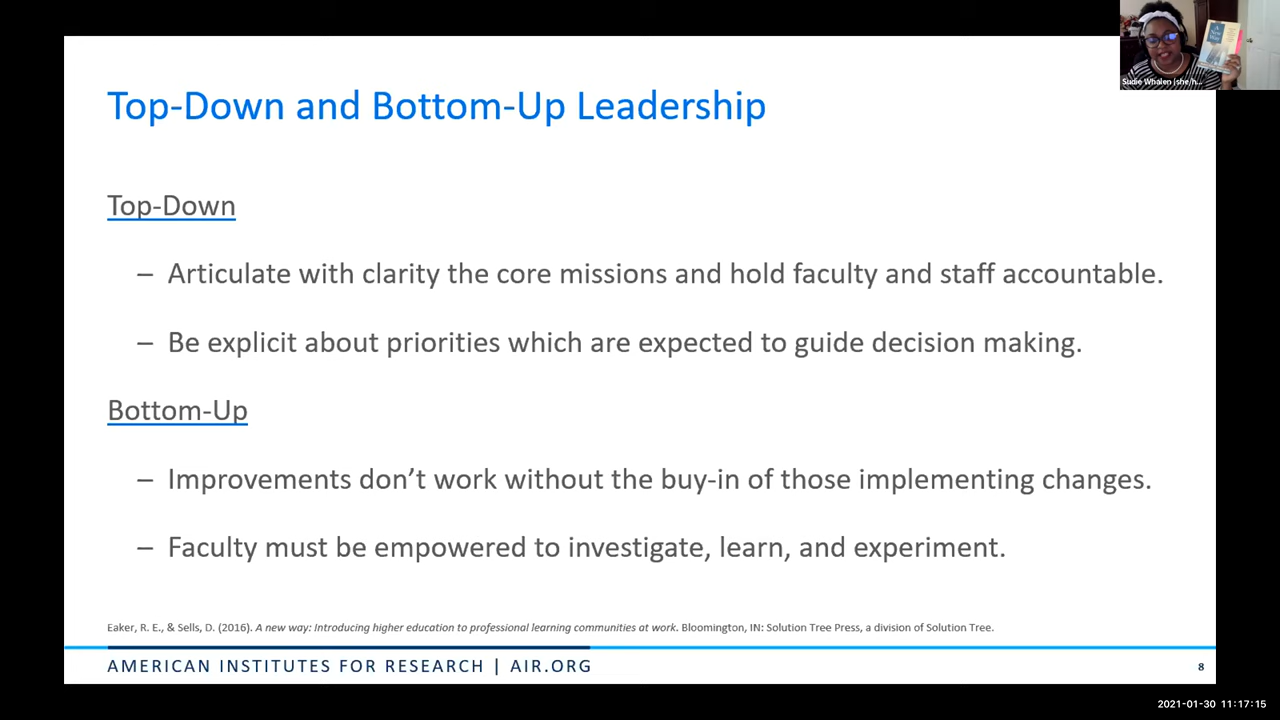 Top-Down and Bottom-Up Leadership
Top-Down
– Articulate with clarity the core missions and hold faculty and staff accountable.
– Be explicit about priorities which are expected to guide decision making.
Bottom-Up
– Improvements don’t work without the buy-in of those implementing changes.
– Faculty must be empowered to investigate, learn, and experiment.
Eaker, R. E., & Sells, D. (2016). A new way: Introducing higher education to professional learning communities at work. Bloomington, IN: Solution Tree Press, a division of Solution Tree.
AMERICAN INSTITUTES FOR RESEARCH | AIR.ORG
8
Sudie Whalen (she/h...
A New Way
2021-01-30 11:17:15